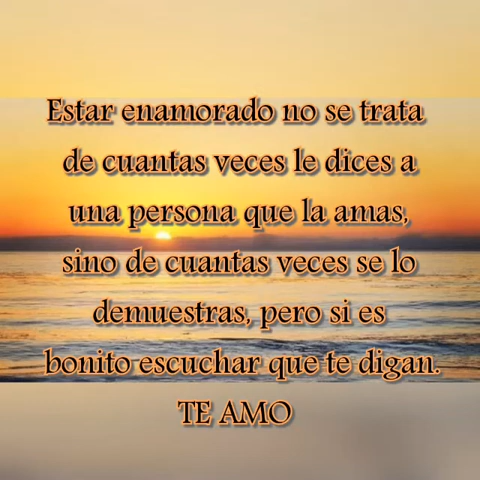 Estar enamorado no se trata
de cuantas veces le dices a
una persona que la amas,
sino de cuantas veces se lo
demuestras, pero si es
bonito escuchar que te digan.
TE AMO